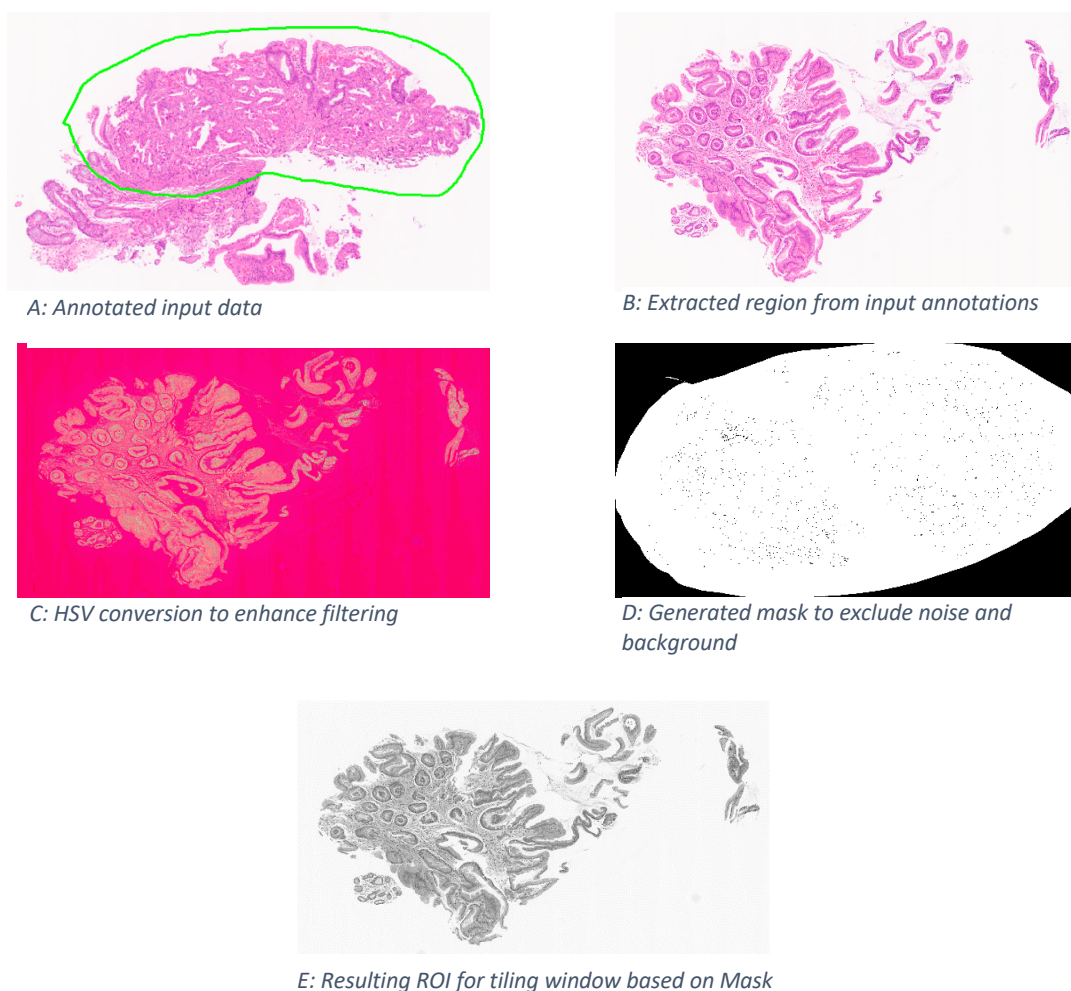 A: Annotated input data
B: Extracted region from input annotations
C: HSV conversion to enhance filtering
D: Generated mask to exclude noise and
background
E: Resulting ROI for tiling window based on Mask